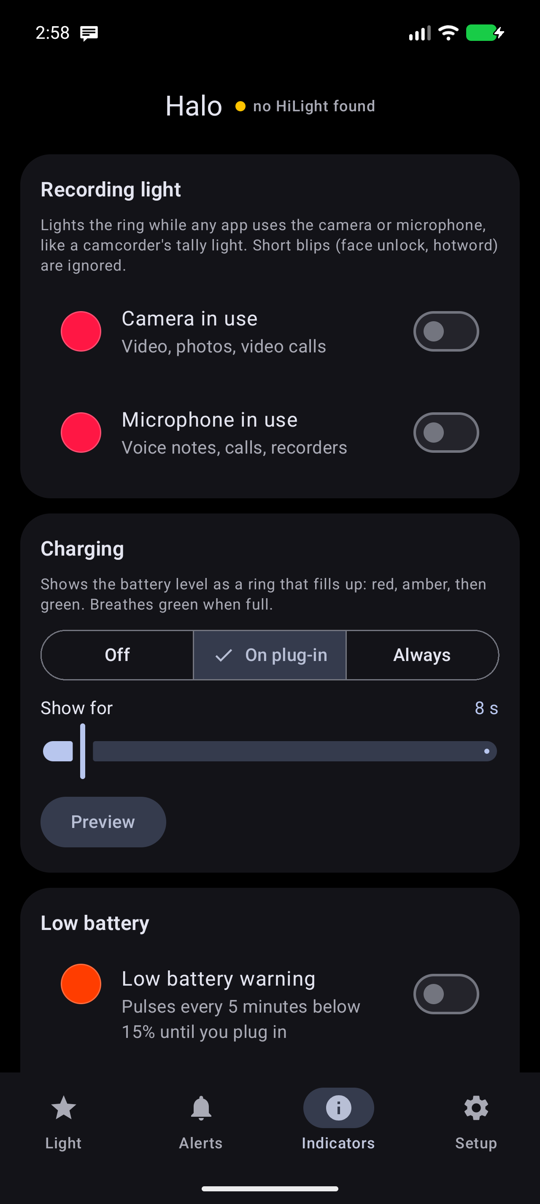 2:58
Halo
no HiLight found
Recording light
Lights the ring while any app uses the camera or microphone,
like a camcorder's tally light. Short blips (face unlock, hotword)
are ignored.
Camera in use
Video, photos, video calls
Microphone in use
Voice notes, calls, recorders
Charging
Shows the battery level as a ring that fills up: red, amber, then
green. Breathes green when full.
Off
On plug-in
Always
Show for
8 s
Preview
Low battery
Low battery warning
Pulses every 5 minutes below
15% until you plug in
Light
Alerts
Indicators
Setup